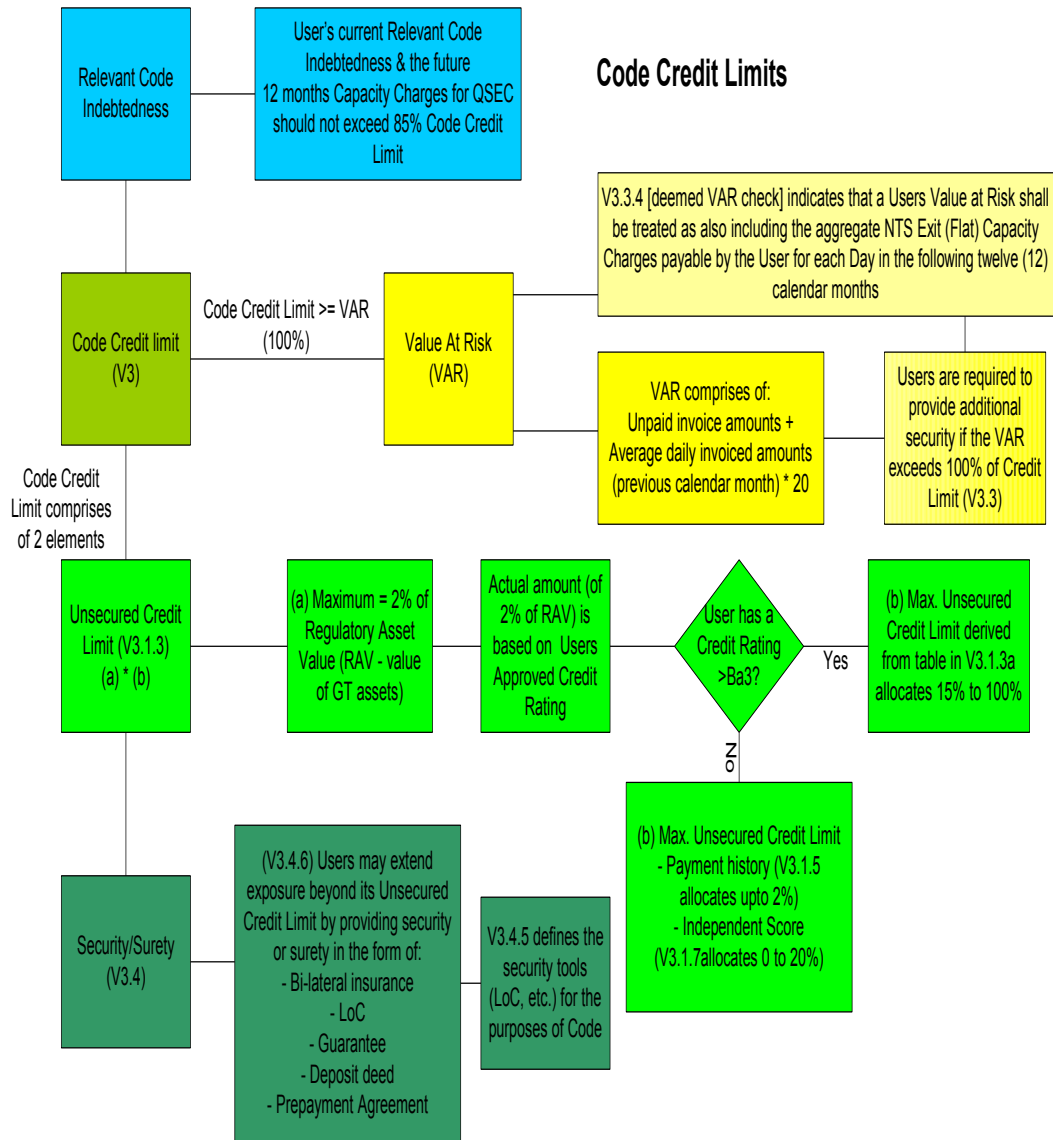 Code Credit Limits
Relevant Code
Indebtedness
User's current Relevant Code
Indebtedness & the future
12 months Capacity Charges for QSEC
should not exceed 85% Code Credit
Limit
V3.3.4 [deemed VAR check] indicates that a Users Value at Risk shall
be treated as also including the aggregate NTS Exit (Flat) Capacity
Charges payable by the User for each Day in the following twelve (12)
calendar months
Code Credit limit
(V3)
Code Credit Limit >= VAR
(100%)
Value At Risk
(VAR)
VAR comprises of:
Unpaid invoice amounts +
Average daily invoiced amounts
(previous calendar month) * 20
Users are required to
provide additional
security if the VAR
exceeds 100% of Credit
Limit (V3.3)
Code Credit
Limit comprises
of 2 elements
Unsecured Credit
Limit (V3.1.3)
(a) * (b)
(a) Maximum = 2% of
Regulatory Asset
Value (RAV - value
of GT assets)
Actual amount (of
2% of RAV) is
based on Users
Approved Credit
Rating
User has a
Credit Rating
>Ba3?
Yes
(b) Max. Unsecured
Credit Limit derived
from table in V3.1.3a
allocates 15% to 100%
No
(b) Max. Unsecured Credit Limit
- Payment history (V3.1.5
allocates upto 2%)
- Independent Score
(V3.1.7allocates 0 to 20%)
Security/Surety
(V3.4)
(V3.4.6) Users may extend
exposure beyond its Unsecured
Credit Limit by providing security
or surety in the form of:
- Bi-lateral insurance
- LoC
- Guarantee
- Deposit deed
- Prepayment Agreement
V3.4.5 defines the
security tools
(LoC, etc.) for the
purposes of Code